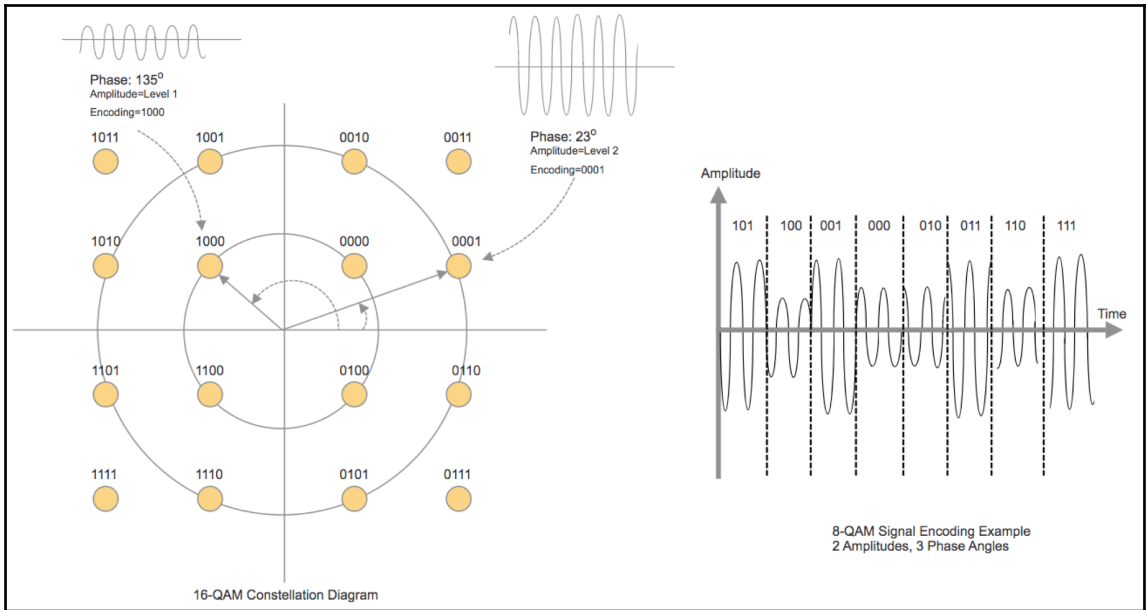 Phase: 135o
Amplitude=Level 1
Encoding=1000
Phase: 23o
Amplitude=Level 2
Encoding=0001
1011 1001 0010 0011
1010 1000 0000 0001
1101 1100 0100 0110
1111 1110 0101 0111
16-QAM Constellation Diagram
Amplitude
101 100 001 000 010 011 110 111
Time
8-QAM Signal Encoding Example
2 Amplitudes, 3 Phase Angles